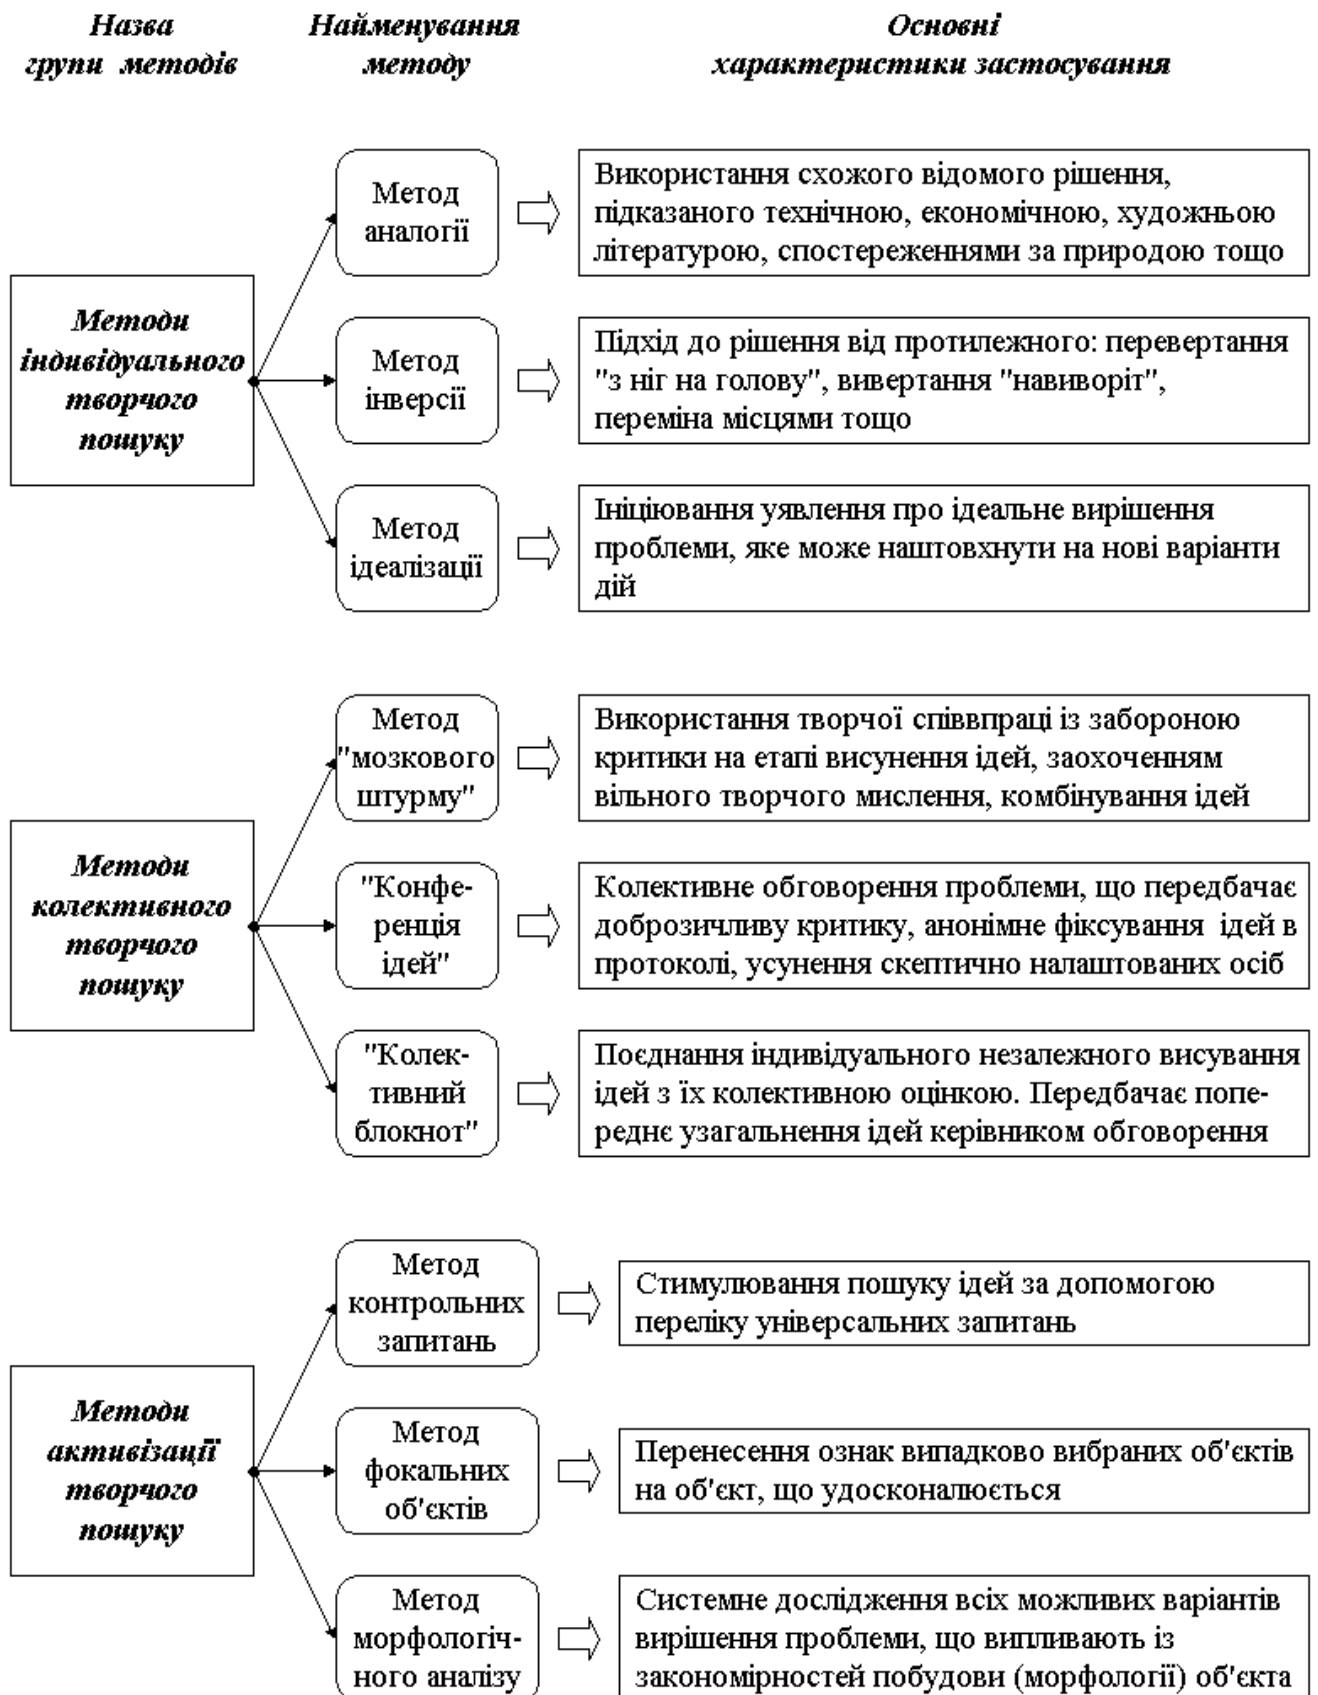 Назва
групи методів
Найменування
методу
Основні
характеристики застосування
Методи
індивідуального
творчого
пошуку
Метод
аналогії
Використання схожого відомого рішення,
підказаного технічною, економічною, художньою
літературою, спостереженнями за природою тощо
Метод
інверсії
Підхід до рішення від протилежного: перевертання
"з ніг на голову", вивертання "навиворіт",
переміна місцями тощо
Метод
ідеалізації
Ініціювання уявлення про ідеальне вирішення
проблеми, яке може наштовхнути на нові варіанти
дій
Методи
колективного
творчого
пошуку
Метод
"мозкового
штурму"
Використання творчої співвпраці із забороною
критики на етапі висунення ідей, заохоченням
вільного творчого мислення, комбінування ідей
"Конфе-
ренція
ідей"
Колективне обговорення проблеми, що передбачає
доброзичливу критику, анонімне фіксування ідей в
протоколі, усунення скептично налаштованих осіб
"Колек-
тивний
блокнот"
Поєднання індивідуального незалежного висування
ідей з їх колективною оцінкою. Передбачає попе-
реднє узагальнення ідей керівником обговорення
Методи
активізації
творчого
пошуку
Метод
контрольних
запитань
Стимулювання пошуку ідей за допомогою
переліку універсальних запитань
Метод
фокальних
об'єктів
Перенесення ознак випадково вибраних об'єктів
на об'єкт, що удосконалюється
Метод
морфологіч-
ного аналізу
Системне дослідження всіх можливих варіантів
вирішення проблеми, що випливають із
закономірностей побудови (морфології) об'єкта